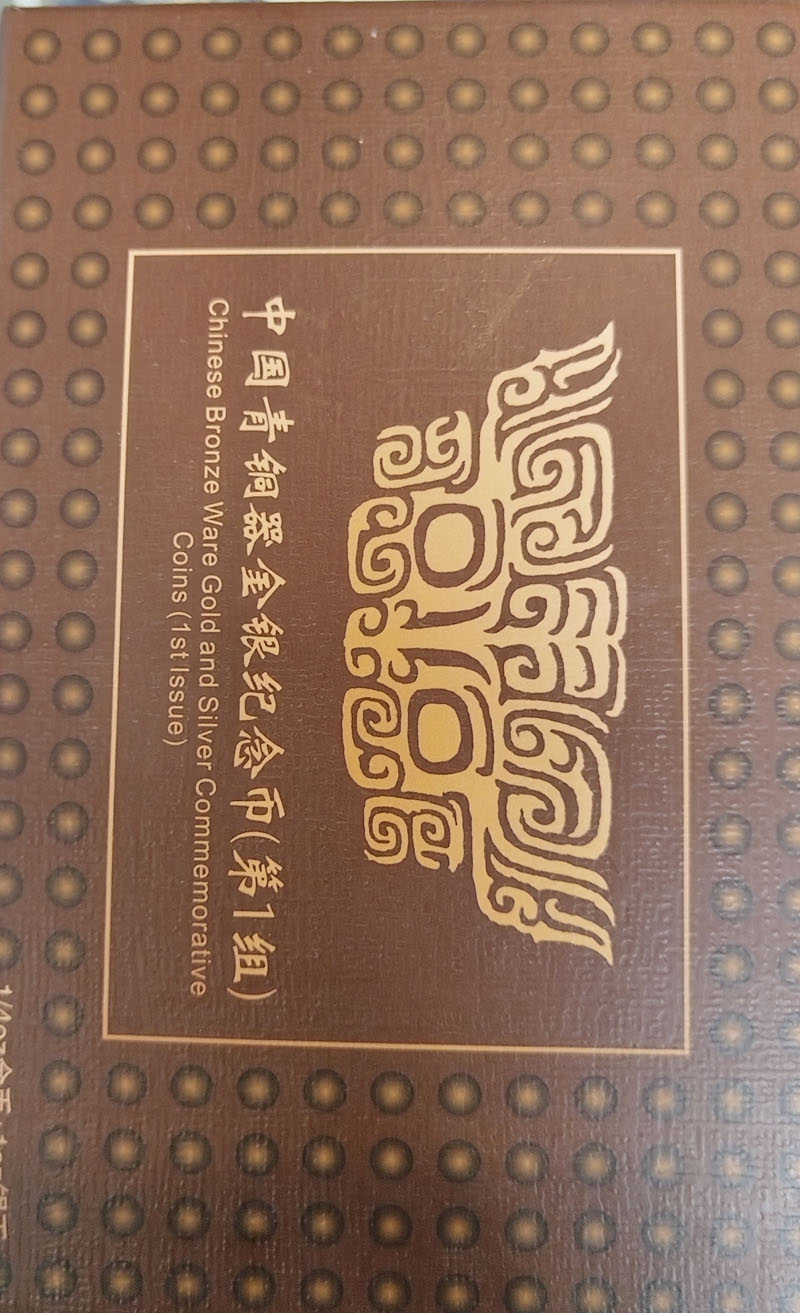 中国青铜器金银纪念币(第1组)
Chinese Bronze Ware Gold and Silver Commemorative
Coins (1st Issue)